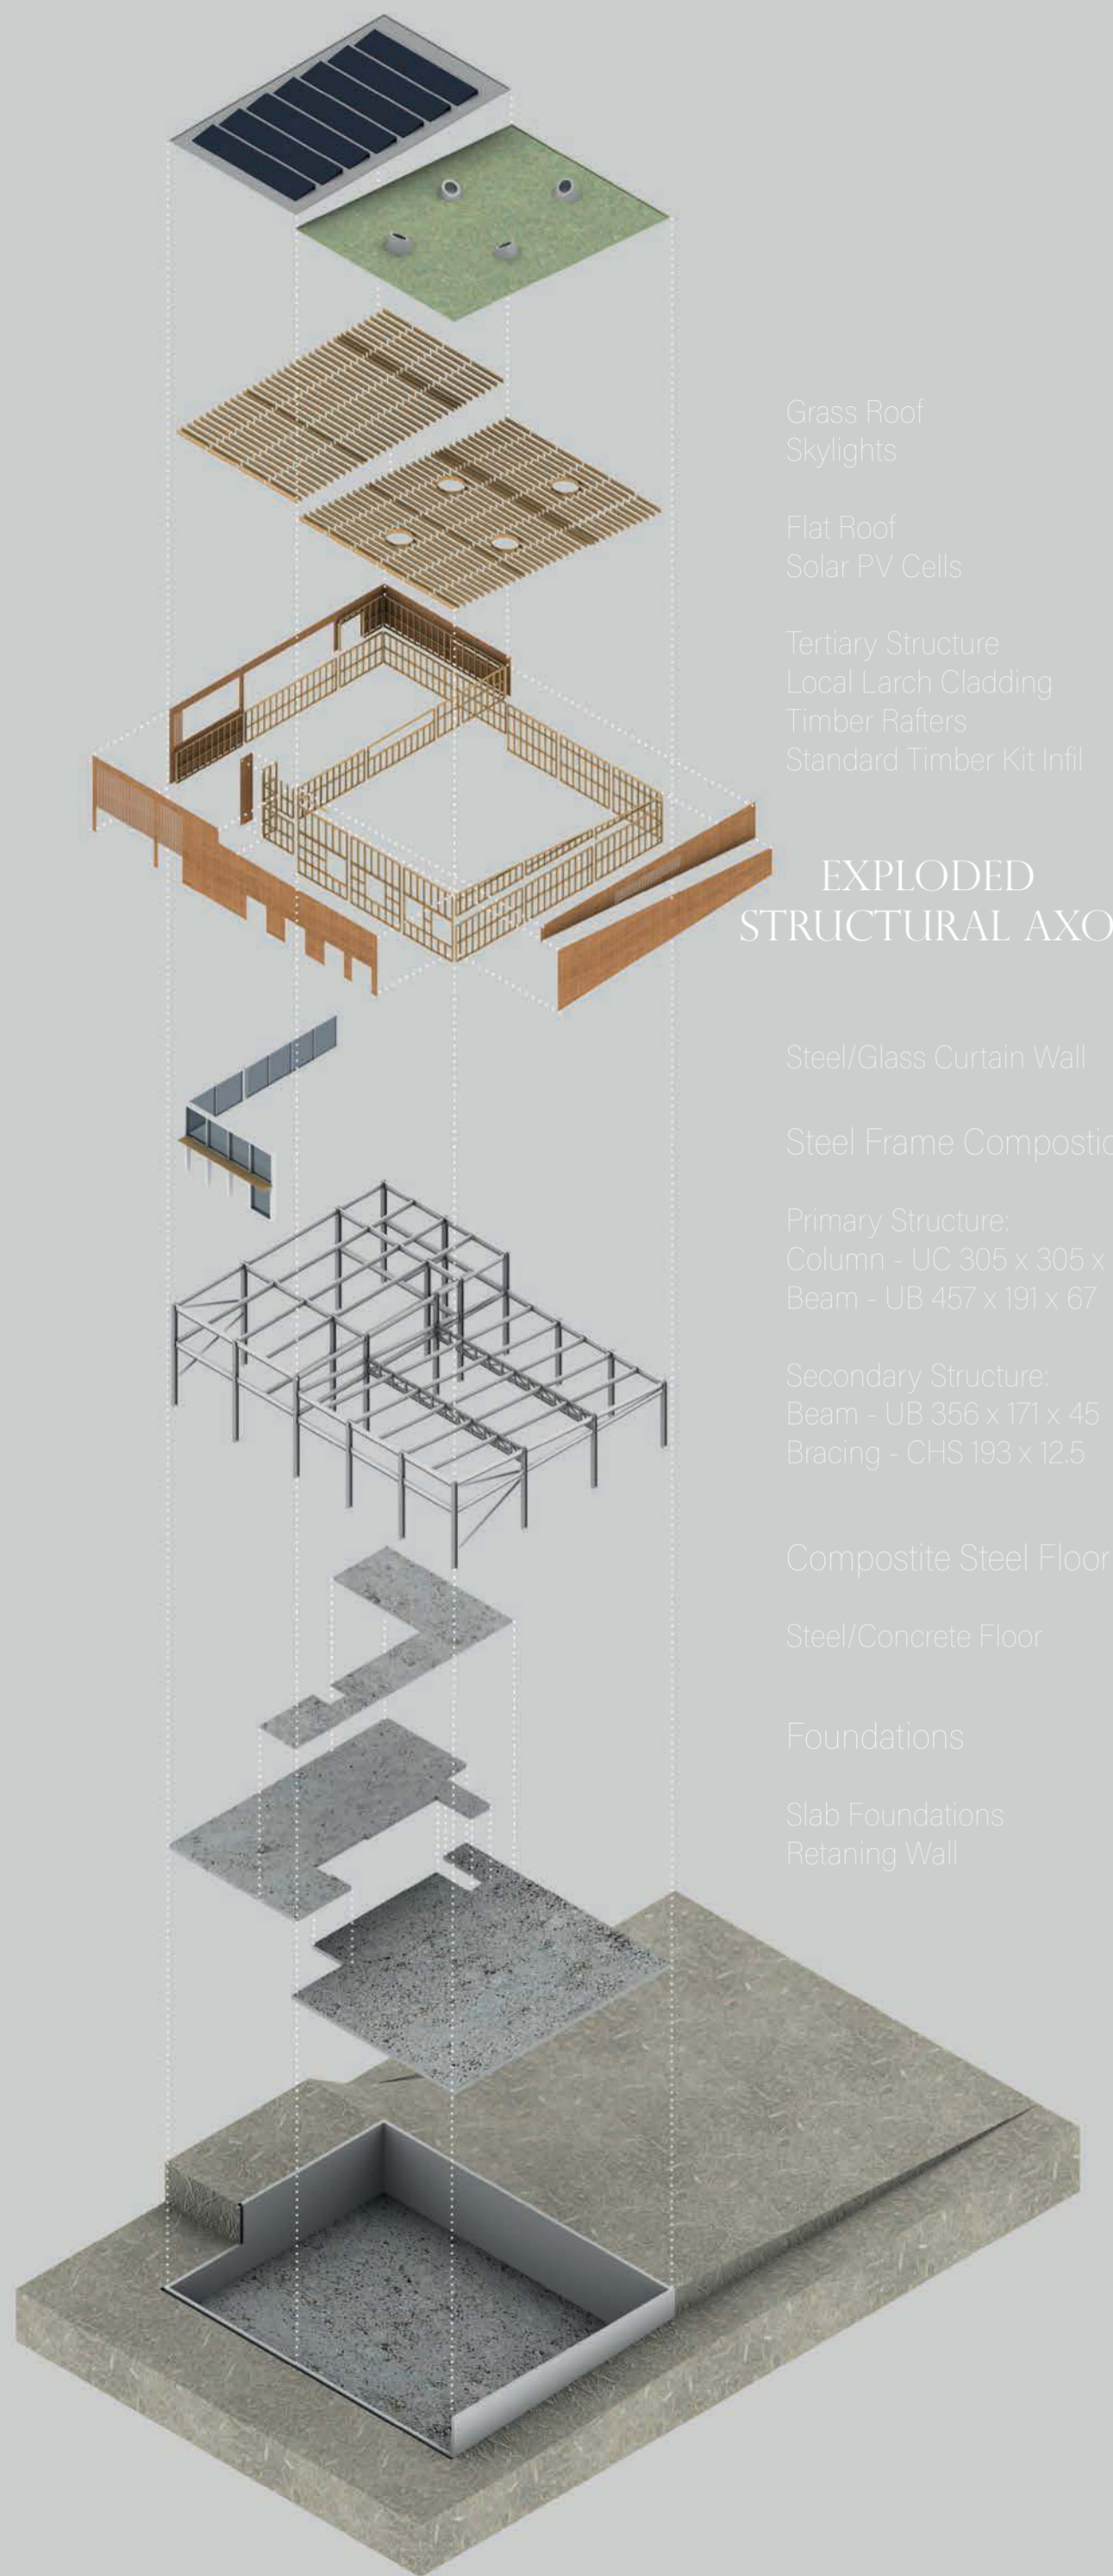 Grass Roof
Skylights
Flat Roof
Solar PV Cells
Tertiary Structure
Local Larch Cladding
Timber Rafters
Standard Timber Kit Infil
EXPLODED
STRUCTURAL AXO
Steel/Glass Curtain Wall
Steel Frame Compostic
Primary Structure:
Column - UC 305 x 305 x
Beam - UB 457 x 191 x 67
Secondary Structure:
Beam - UB 356 x 171 x 45
Bracing - CHS 193 x 12.5
Compostite Steel Floor
Steel/Concrete Floor
Foundations
Slab Foundations
Retaning Wall